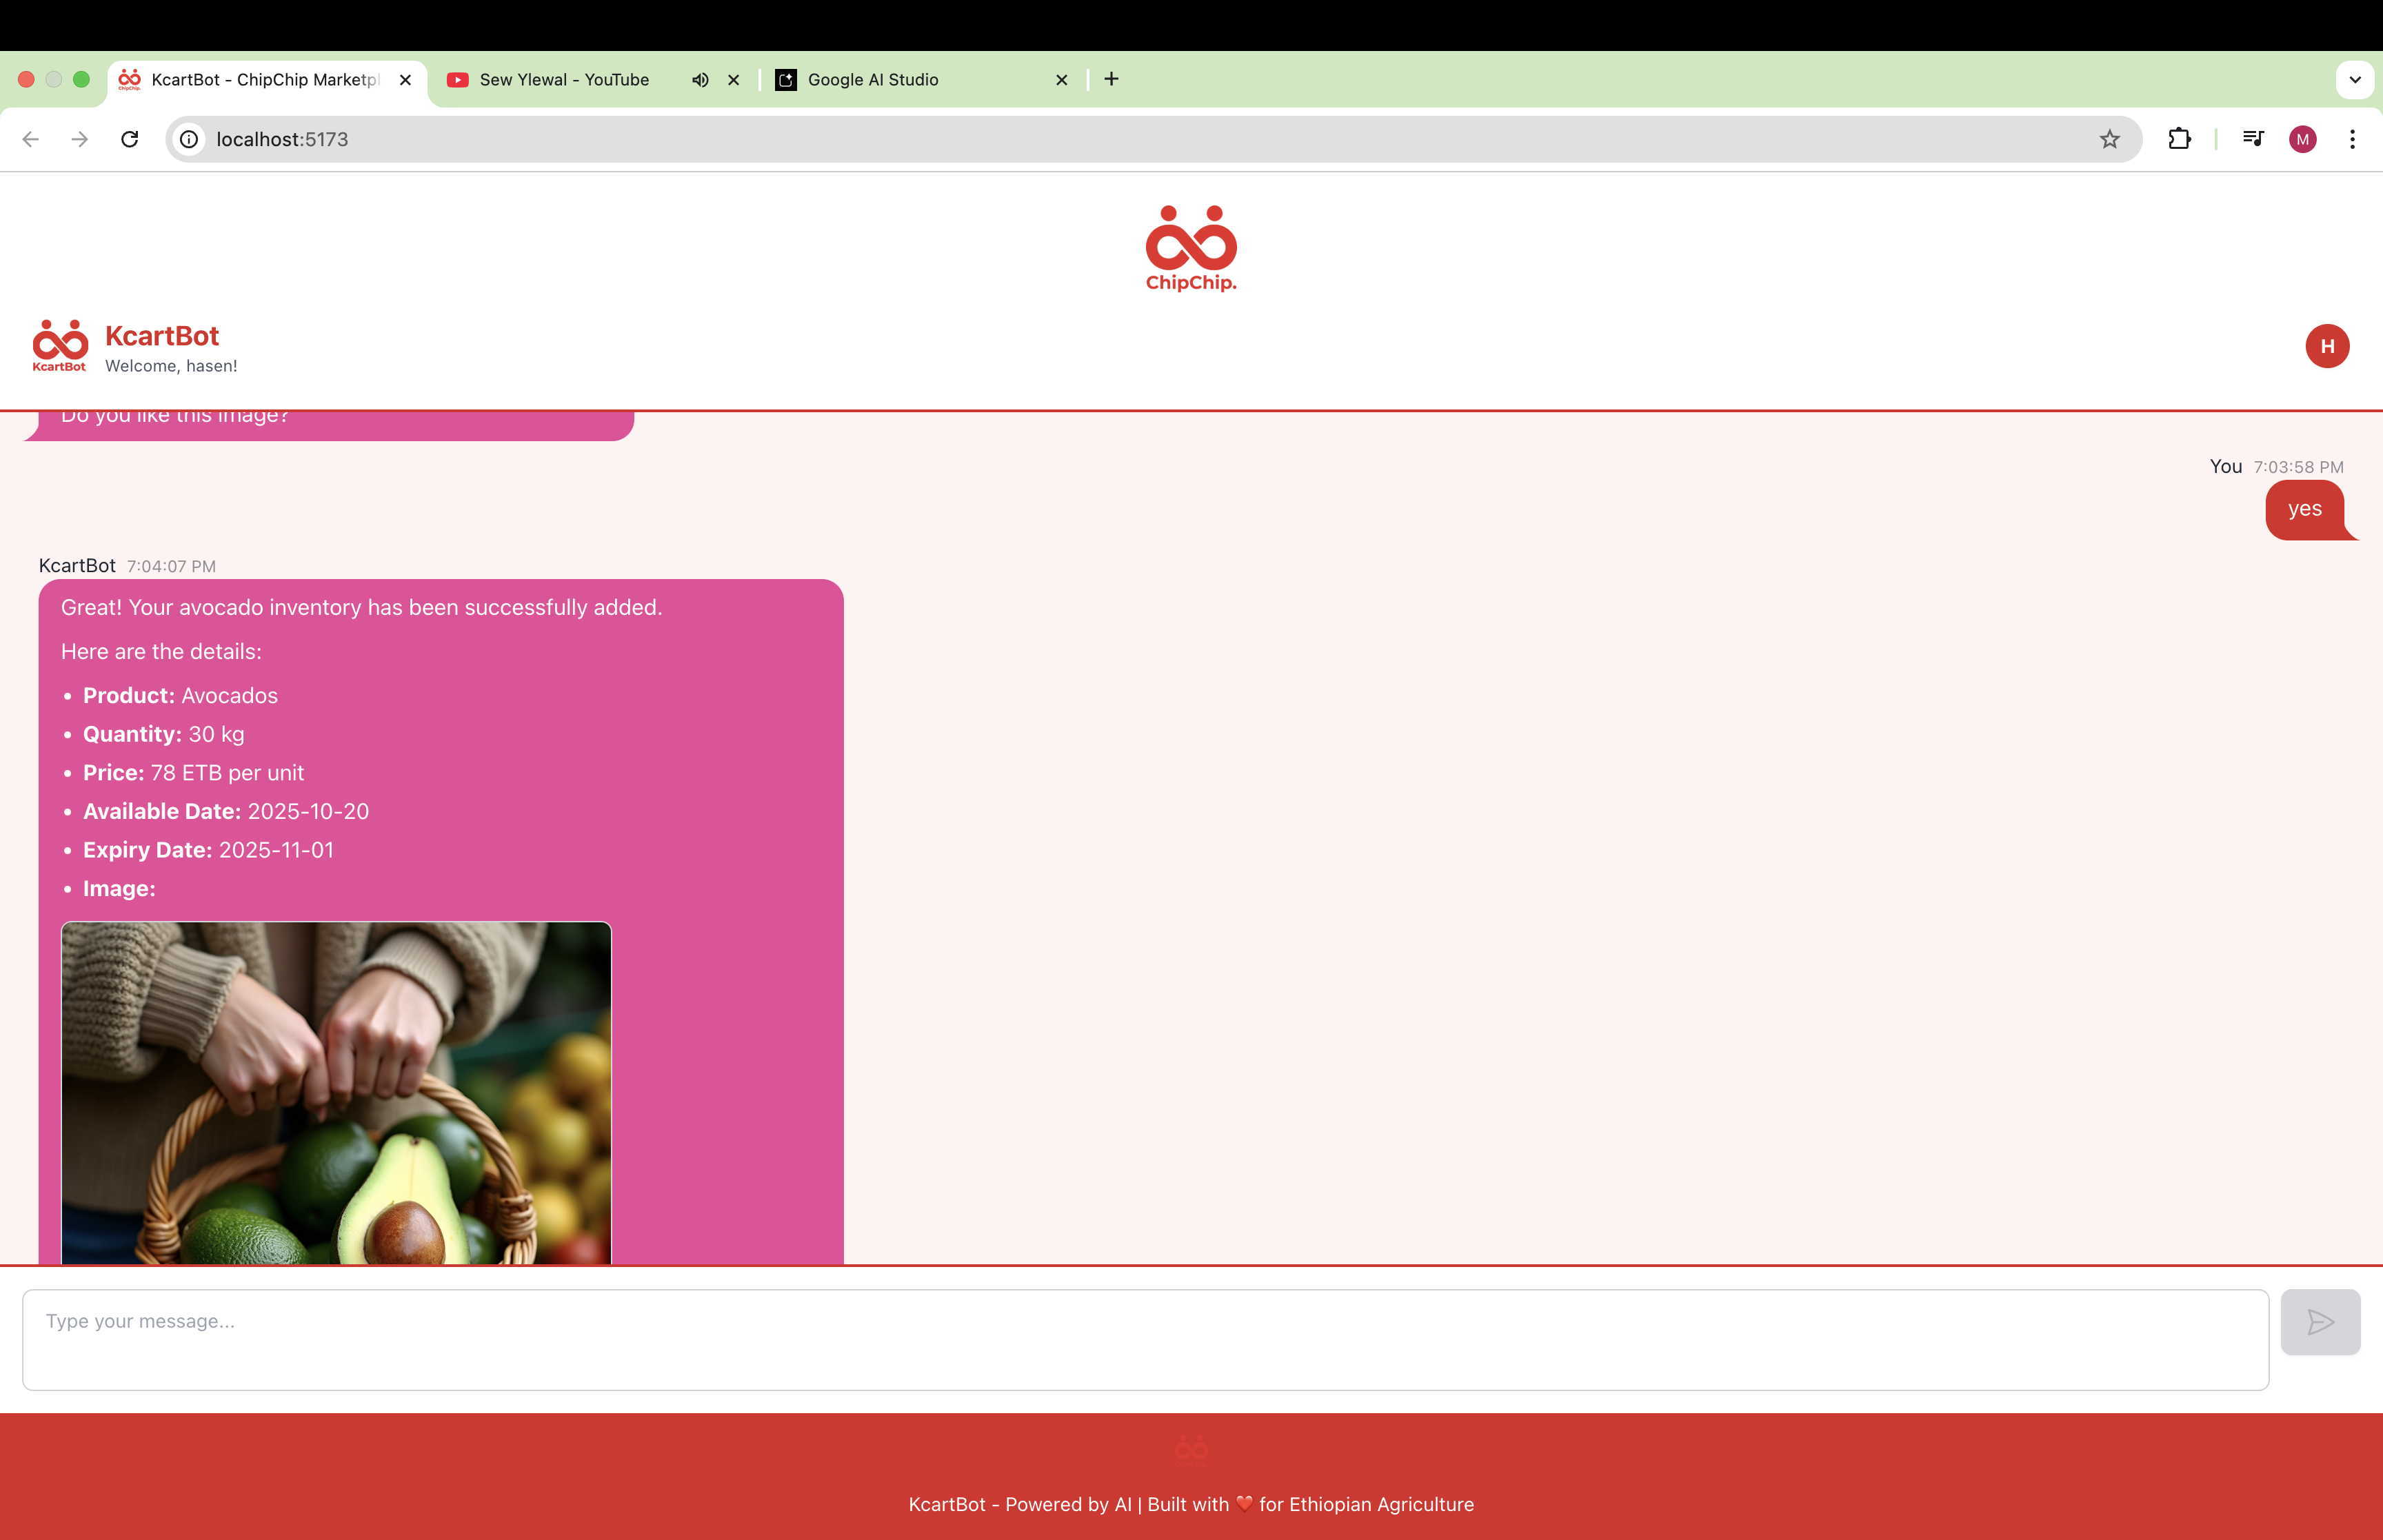 KcartBot - ChipChip Marketpl
Sew Ylewal - YouTube
Google AI Studio
localhost:5173
M
ChipChip.
KcartBot
KcartBot
Welcome, hasen!
H
Do you like this image?
You 7:03:58 PM
yes
KcartBot 7:04:07 PM
Great! Your avocado inventory has been successfully added.
Here are the details:
• Product: Avocados
• Quantity: 30 kg
• Price: 78 ETB per unit
• Available Date: 2025-10-20
• Expiry Date: 2025-11-01
• Image:
Type your message...
KcartBot - Powered by AI | Built with ❤️ for Ethiopian Agriculture